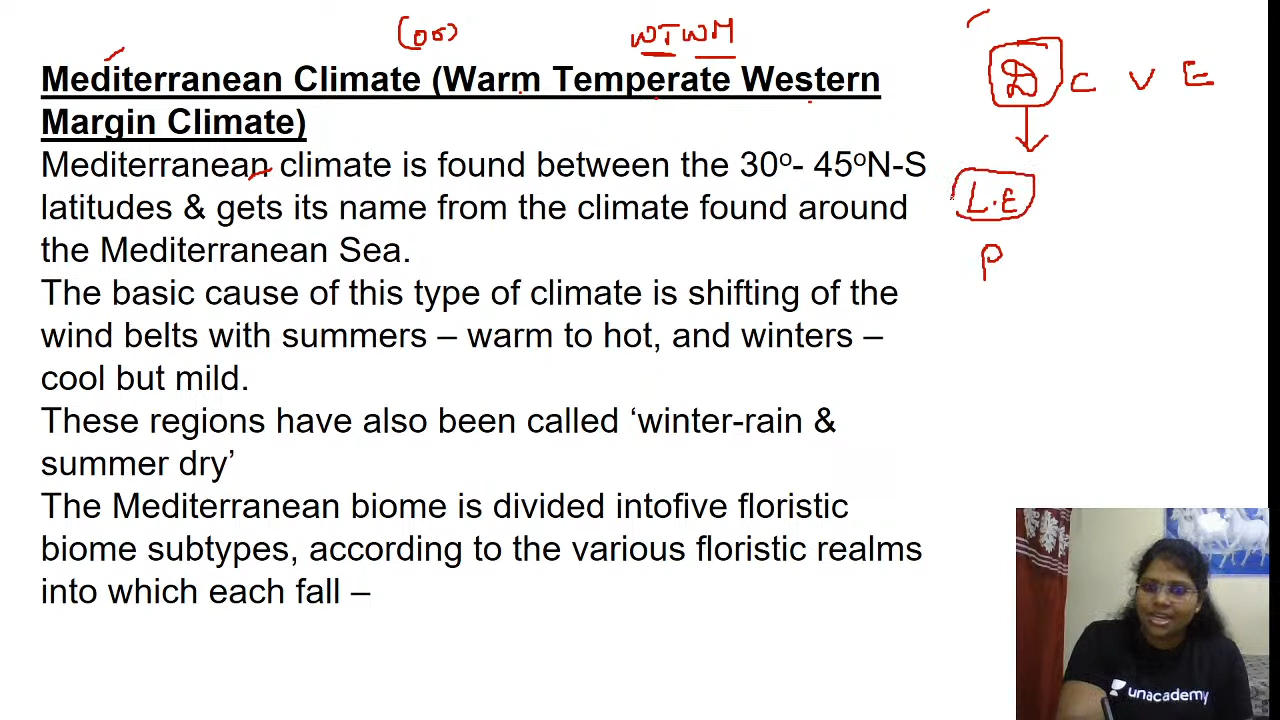 (or) WTWM
Mediterranean Climate (Warm Temperate Western
Margin Climate)
Mediterranean climate is found between the 30º- 45ºN-S
latitudes & gets its name from the climate found around
the Mediterranean Sea.
The basic cause of this type of climate is shifting of the
wind belts with summers – warm to hot, and winters –
cool but mild.
These regions have also been called ‘winter-rain &
summer dry’
The Mediterranean biome is divided intofive floristic
biome subtypes, according to the various floristic realms
into which each fall –
D C V E
L.E
P
unacademy